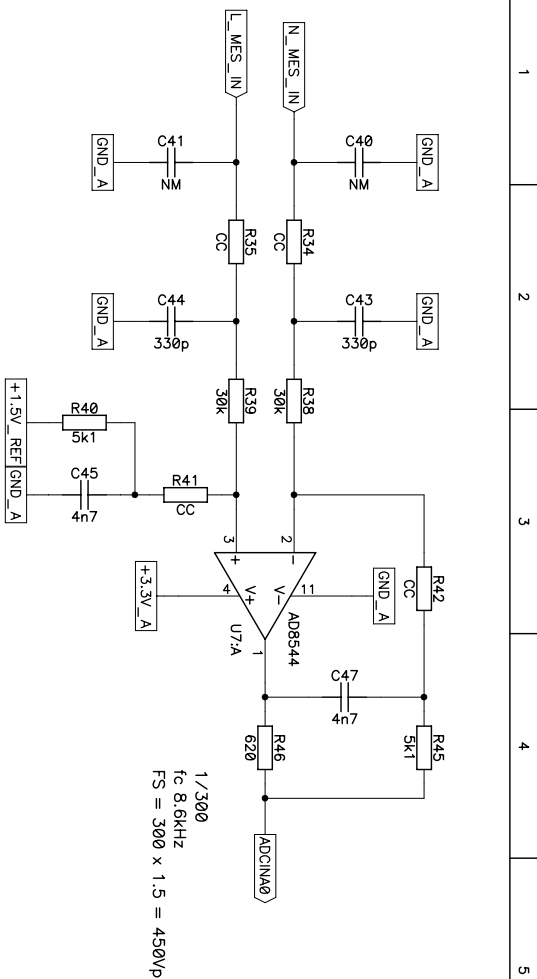 1
2
3
4
5
L_MES_IN
N_MES_IN
C41
NM
GND_A
C40
NM
GND_A
R35
CC
R34
CC
C44
330p
GND_A
C43
330p
GND_A
R39
30k
R38
30k
R40
5k1
+1.5V_REF
GND_A
C45
4n7
R41
CC
3
+
2
-
4
V+
11
V-
1
+3.3V_A
GND_A
AD8544
U7:A
R42
CC
C47
4n7
R45
5k1
R46
620
ADCINA0
1/300
fc 8.6kHz
FS = 300 x 1.5 = 450Vp